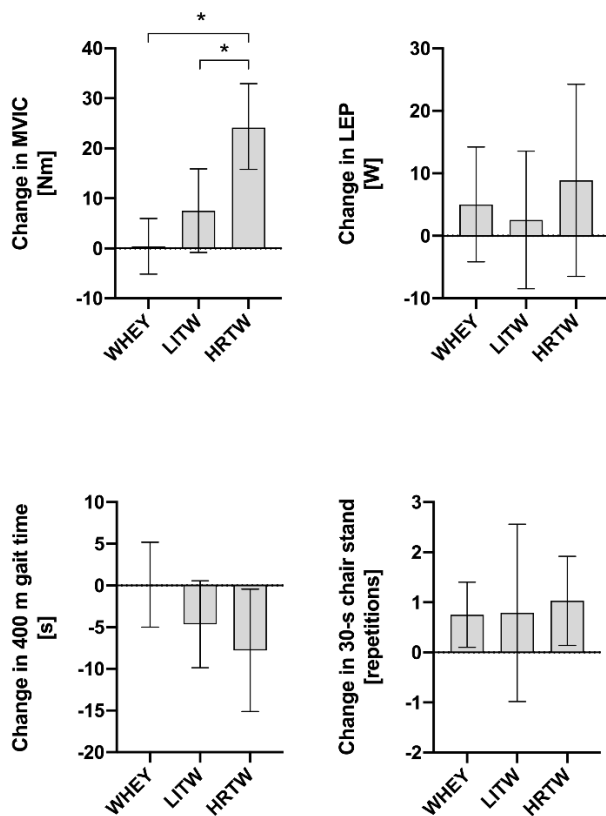 Change in MVIC
[Nm]
40
30
20
10
0
-10
*
*
WHEY
LITW
HRTW
Change in LEP
[W]
30
20
10
0
-10
WHEY
LITW
HRTW
Change in 400 m gait time
[s]
10
5
0
-5
-10
-15
-20
WHEY
LITW
HRTW
Change in 30-s chair stand
[repetitions]
3
2
1
0
-1
-2
WHEY
LITW
HRTW